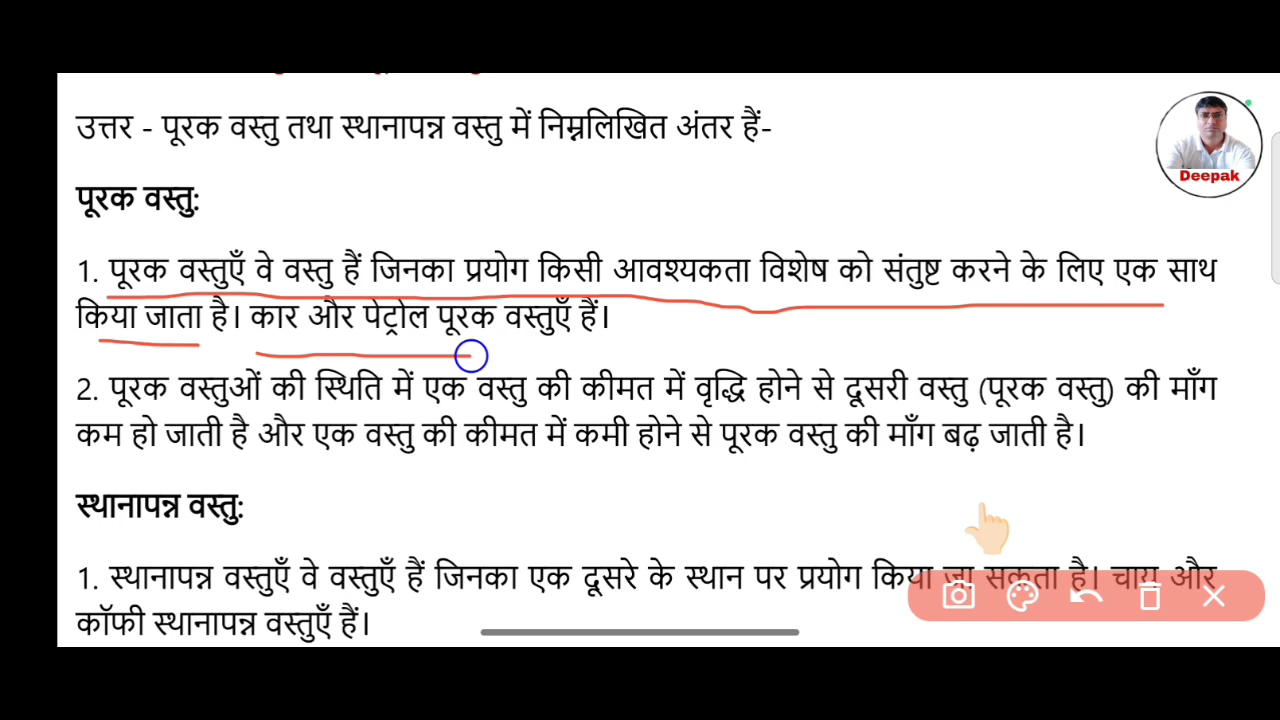 उत्तर - पूरक वस्तु तथा स्थानापन्न वस्तु में निम्नलिखित अंतर हैं-
Deepak
पूरक वस्तु:
1. पूरक वस्तुएँ वे वस्तु हैं जिनका प्रयोग किसी आवश्यकता विशेष को संतुष्ट करने के लिए एक साथ
किया जाता है। कार और पेट्रोल पूरक वस्तुएँ हैं।
2. पूरक वस्तुओं की स्थिति में एक वस्तु की कीमत में वृद्धि होने से दूसरी वस्तु (पूरक वस्तु) की माँग
कम हो जाती है और एक वस्तु की कीमत में कमी होने से पूरक वस्तु की माँग बढ़ जाती है।
स्थानापन्न वस्तु:
1. स्थानापन्न वस्तुएँ वे वस्तुएँ हैं जिनका एक दूसरे के स्थान पर प्रयोग किया जा सकता है। चाय और
कॉफी स्थानापन्न वस्तुएँ हैं।